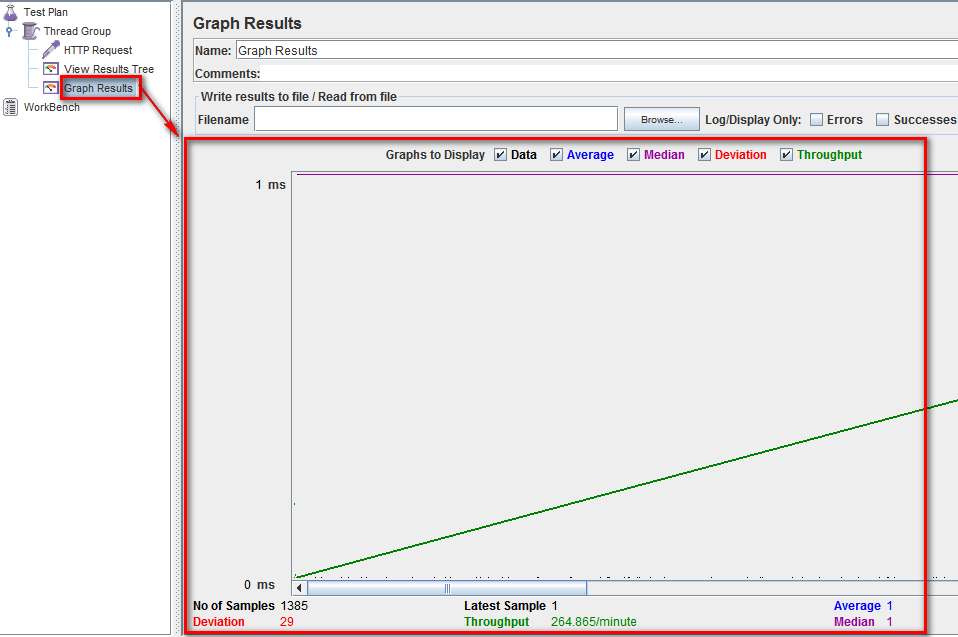 Test Plan
Thread Group
HTTP Request
View Results Tree
Graph Results
WorkBench
Graph Results
Name: Graph Results
Comments:
Write results to file / Read from file
Filename Browse... Log/Display Only: Errors Successes
Graphs to Display Data Average Median Deviation Throughput
1 ms
0 ms
No of Samples 1385 Latest Sample 1 Average 1
Deviation 29 Throughput 264.865/minute Median 1